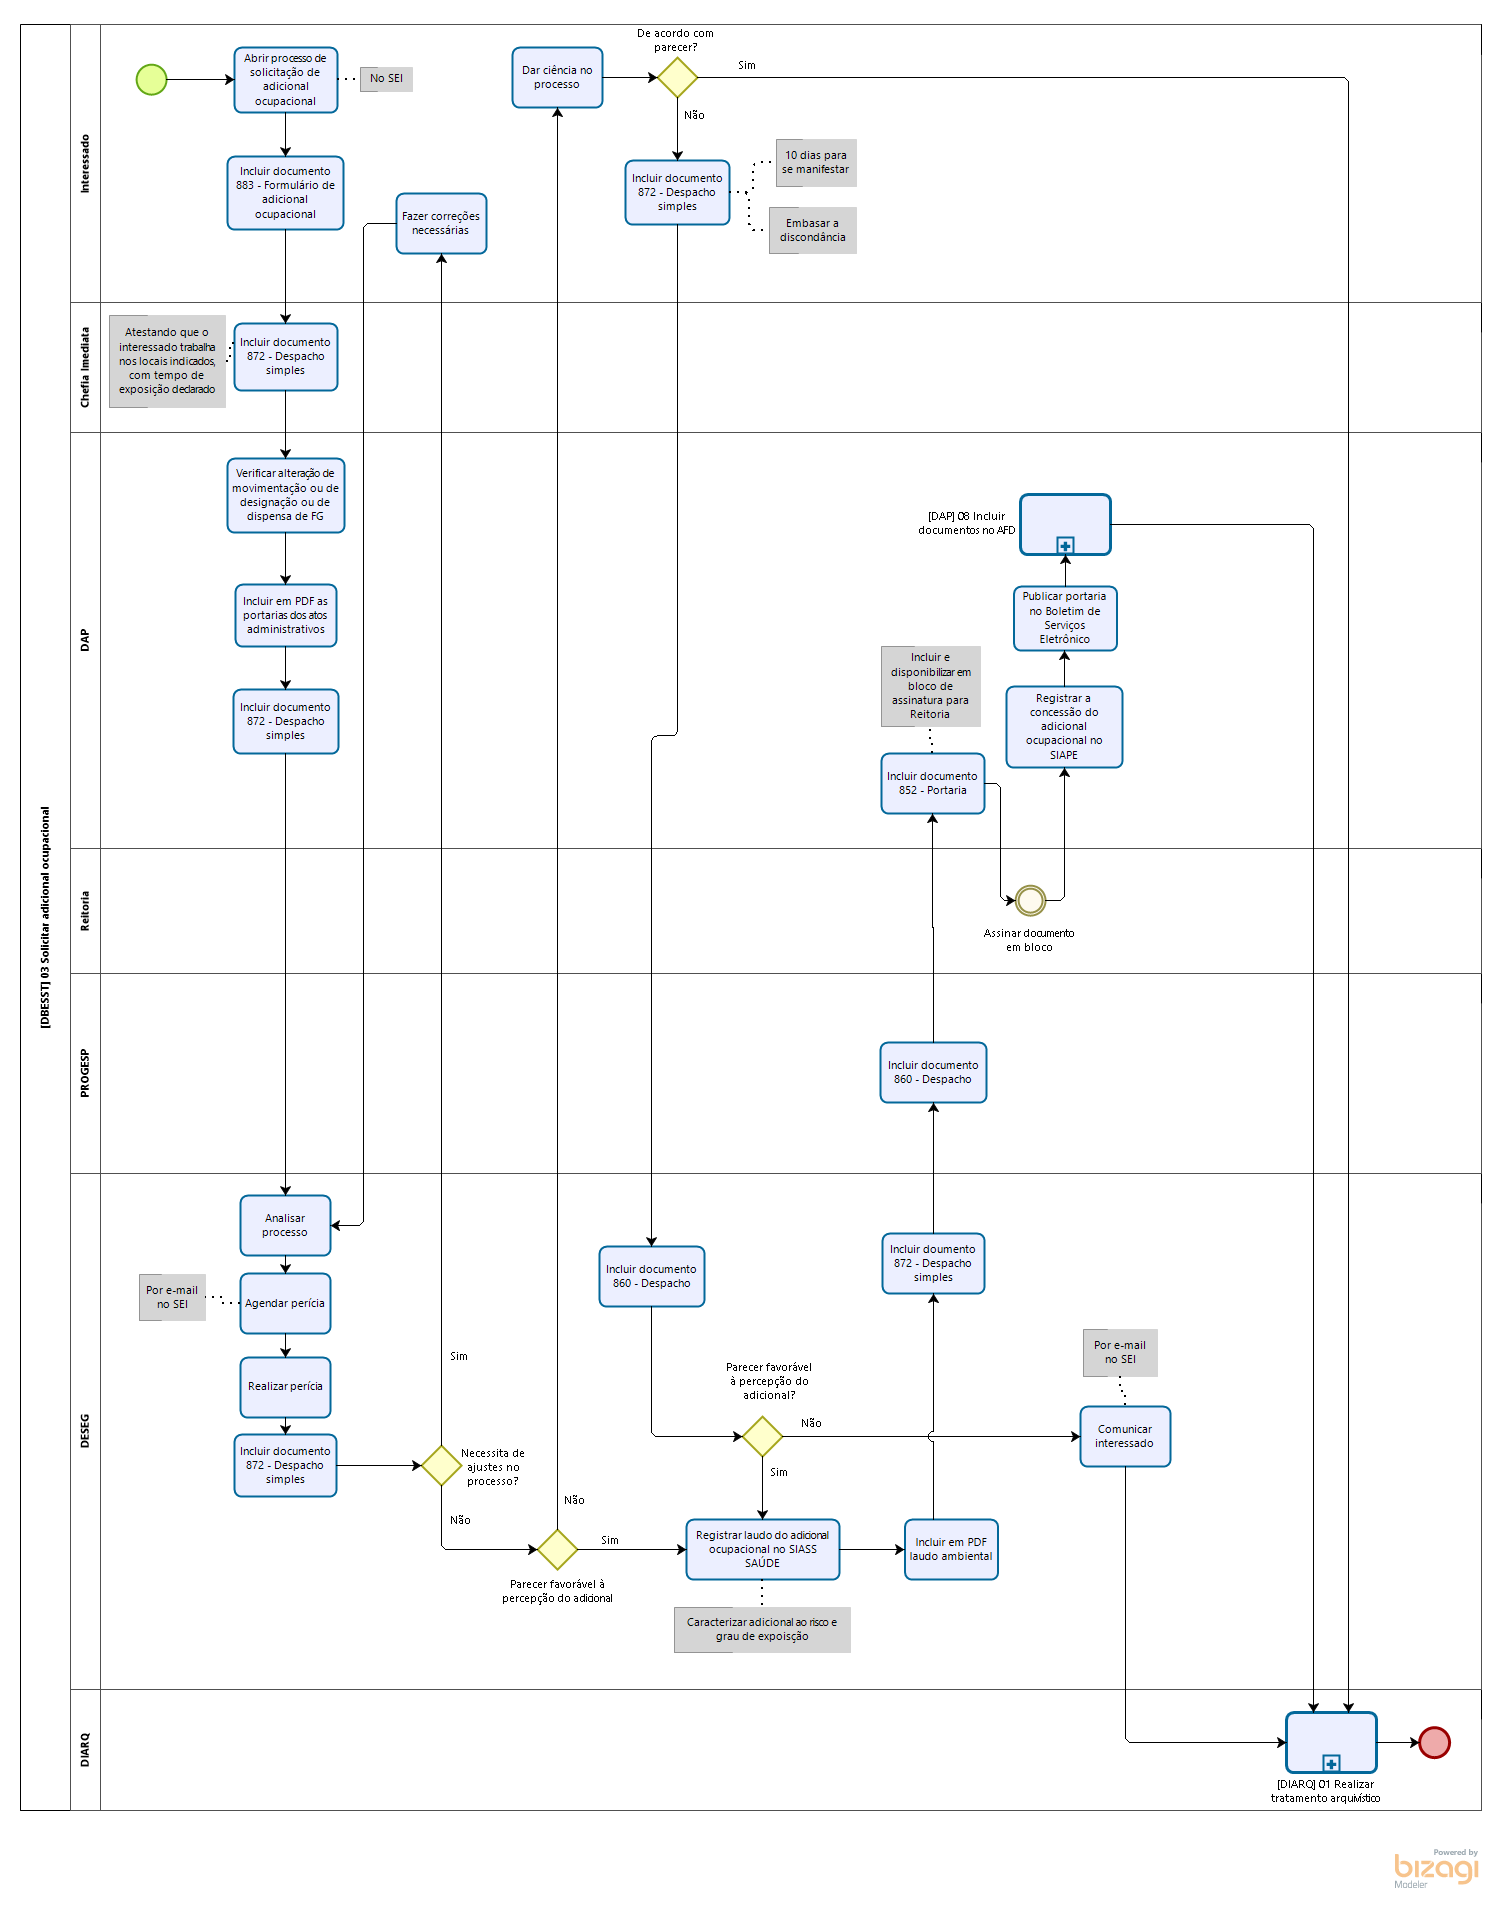 [DBESST] 03 Solicitar adicional ocupacional
Interessado
Abrir processo de
solicitação de
adicional
ocupacional
No SEI
Incluir documento
883 - Formulário de
adicional
ocupacional
Fazer correções
necessárias
Dar ciência no
processo
De acordo com
parecer?
Sim
Não
Incluir documento
872 - Despacho
simples
10 dias para
se manifestar
Embasar a
discondância
Chefia Imediata
Atestando que o
interessado trabalha
nos locais indicados,
com tempo de
exposição declarado
Incluir documento
872 - Despacho
simples
DAP
Verificar alteração de
movimentação ou de
designação ou de
dispensa de FG
Incluir em PDF as
portarias dos atos
administrativos
Incluir documento
872 - Despacho
simples
[DAP] 08 Incluir
documentos no AFD
Publicar portaria
no Boletim de
Serviços
Eletrônico
Incluir e
disponibilizar em
bloco de
assinatura para
Reitoria
Registrar a
concessão do
adicional
ocupacional no
SIAPE
Incluir documento
852 - Portaria
Reitoria
Assinar documento
em bloco
PROGESP
Incluir documento
860 - Despacho
DESEG
Analisar
processo
Por e-mail
no SEI
Agendar perícia
Realizar perícia
Incluir documento
872 - Despacho
simples
Sim
Necessita de
ajustes no
processo?
Não
Não
Sim
Parecer favorável à
percepção do adicional
Incluir documento
860 - Despacho
Parecer favorável
à percepção do
adicional?
Não
Sim
Registrar laudo do adicional
ocupacional no SIASS
SAÚDE
Caracterizar adicional ao risco e
grau de expoisção
Incluir em PDF
laudo ambiental
Incluir doumento
872 - Despacho
simples
Por e-mail
no SEI
Comunicar
interessado
DIARQ
[DIARQ] 01 Realizar
tratamento arquivístico
Powered by
bizagi
Modeler